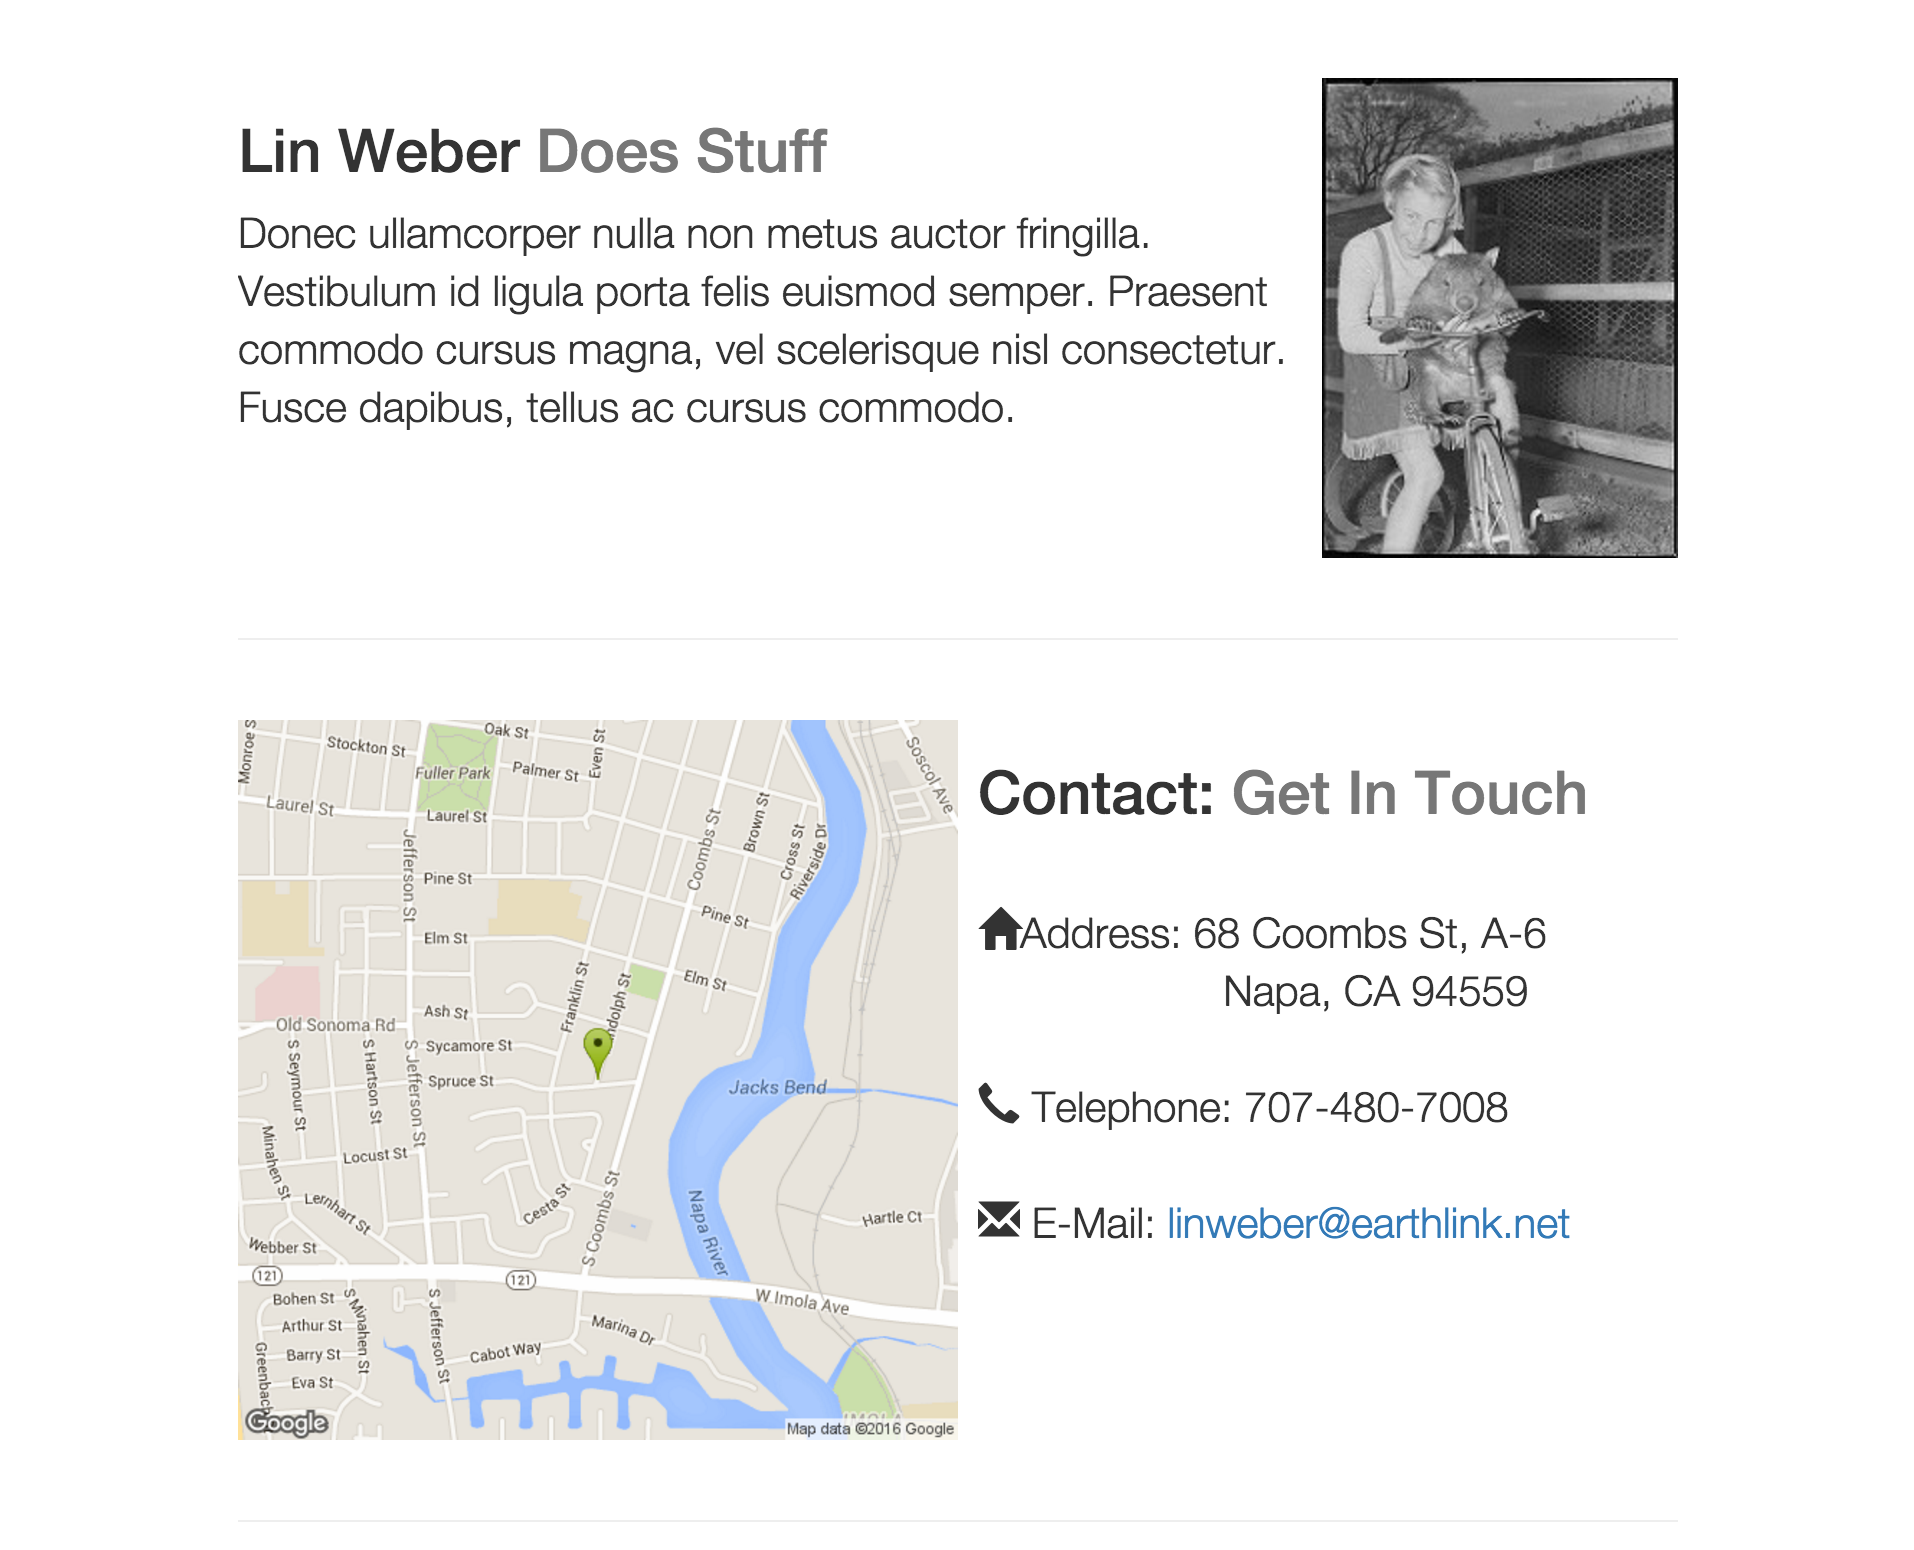 Lin Weber Does Stuff
Donec ullamcorper nulla non metus auctor fringilla.
Vestibulum id ligula porta felis euismod semper. Praesent
commodo cursus magna, vel scelerisque nisl consectetur.
Fusce dapibus, tellus ac cursus commodo.
Monroe S
Stockton St
Fuller Park
Oak St
Palmer St
Even St
Soscol Ave
Laurel St
Laurel St
Jefferson St
Coombs St
Brown St
Cross St
Riverside Dr
Pine St
Pine St
Elm St
Elm St
Franklin St
ndolph St
Ash St
Old Sonoma Rd
Sycamore St
Spruce St
S Seymour St
S Hartson St
S Jefferson St
Jacks Bend
Minahen St
Locust St
Lernhart St
Cesta St
S Coombs St
Napa River
Hartle Ct
Webber St
121
121
W Imola Ave
Bohen St
S Minahen St
S Jefferson St
Arthur St
Marina Dr
Barry St
Cabot Way
Greenbach
Eva St
IMOLA
Google
Map data ©2016 Google
Contact: Get In Touch
Address: 68 Coombs St, A-6
Napa, CA 94559
Telephone: 707-480-7008
E-Mail: linweber@earthlink.net